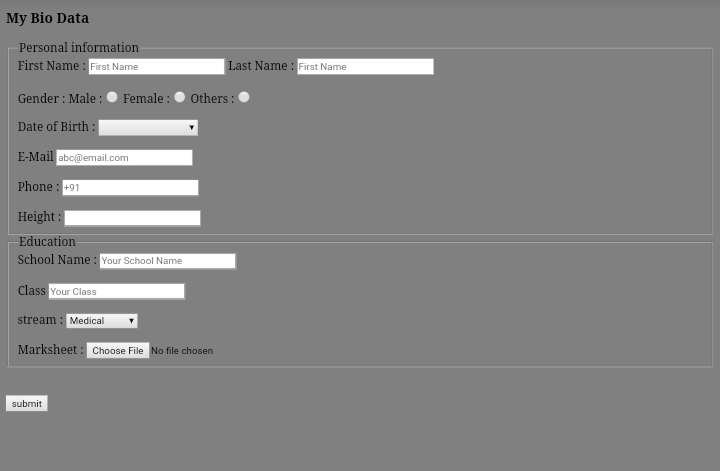 My Bio Data
Personal information
First Name : First Name Last Name : First Name
Gender : Male : Female : Others :
Date of Birth :
E-Mail abc@email.com
Phone : +91
Height :
Education
School Name : Your School Name
Class Your Class
stream : Medical
Marksheet : Choose File No file chosen
submit